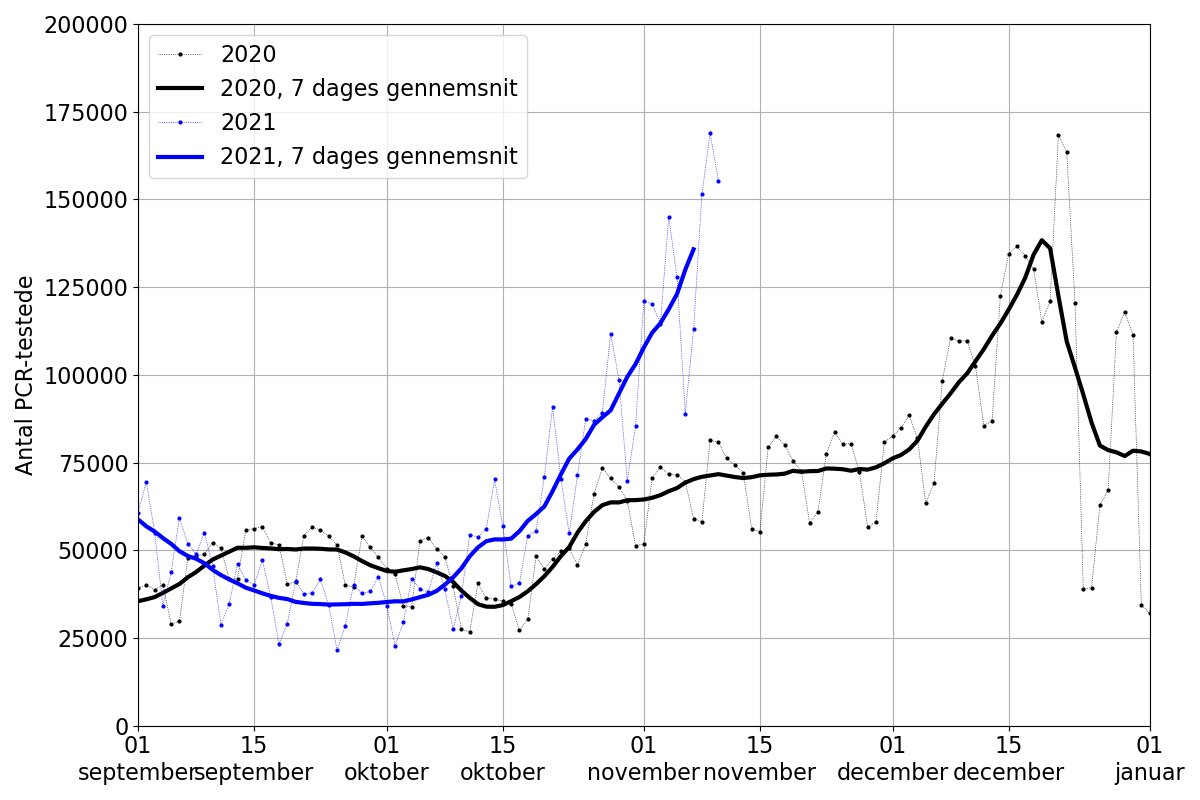 200000
175000
150000
125000
100000
75000
50000
25000
0
Antal PCR-testede
2020
2020, 7 dages gennemsnit
2021
2021, 7 dages gennemsnit
01 15 01 15 01 15 01 15 01
september september oktober oktober november november december december januar